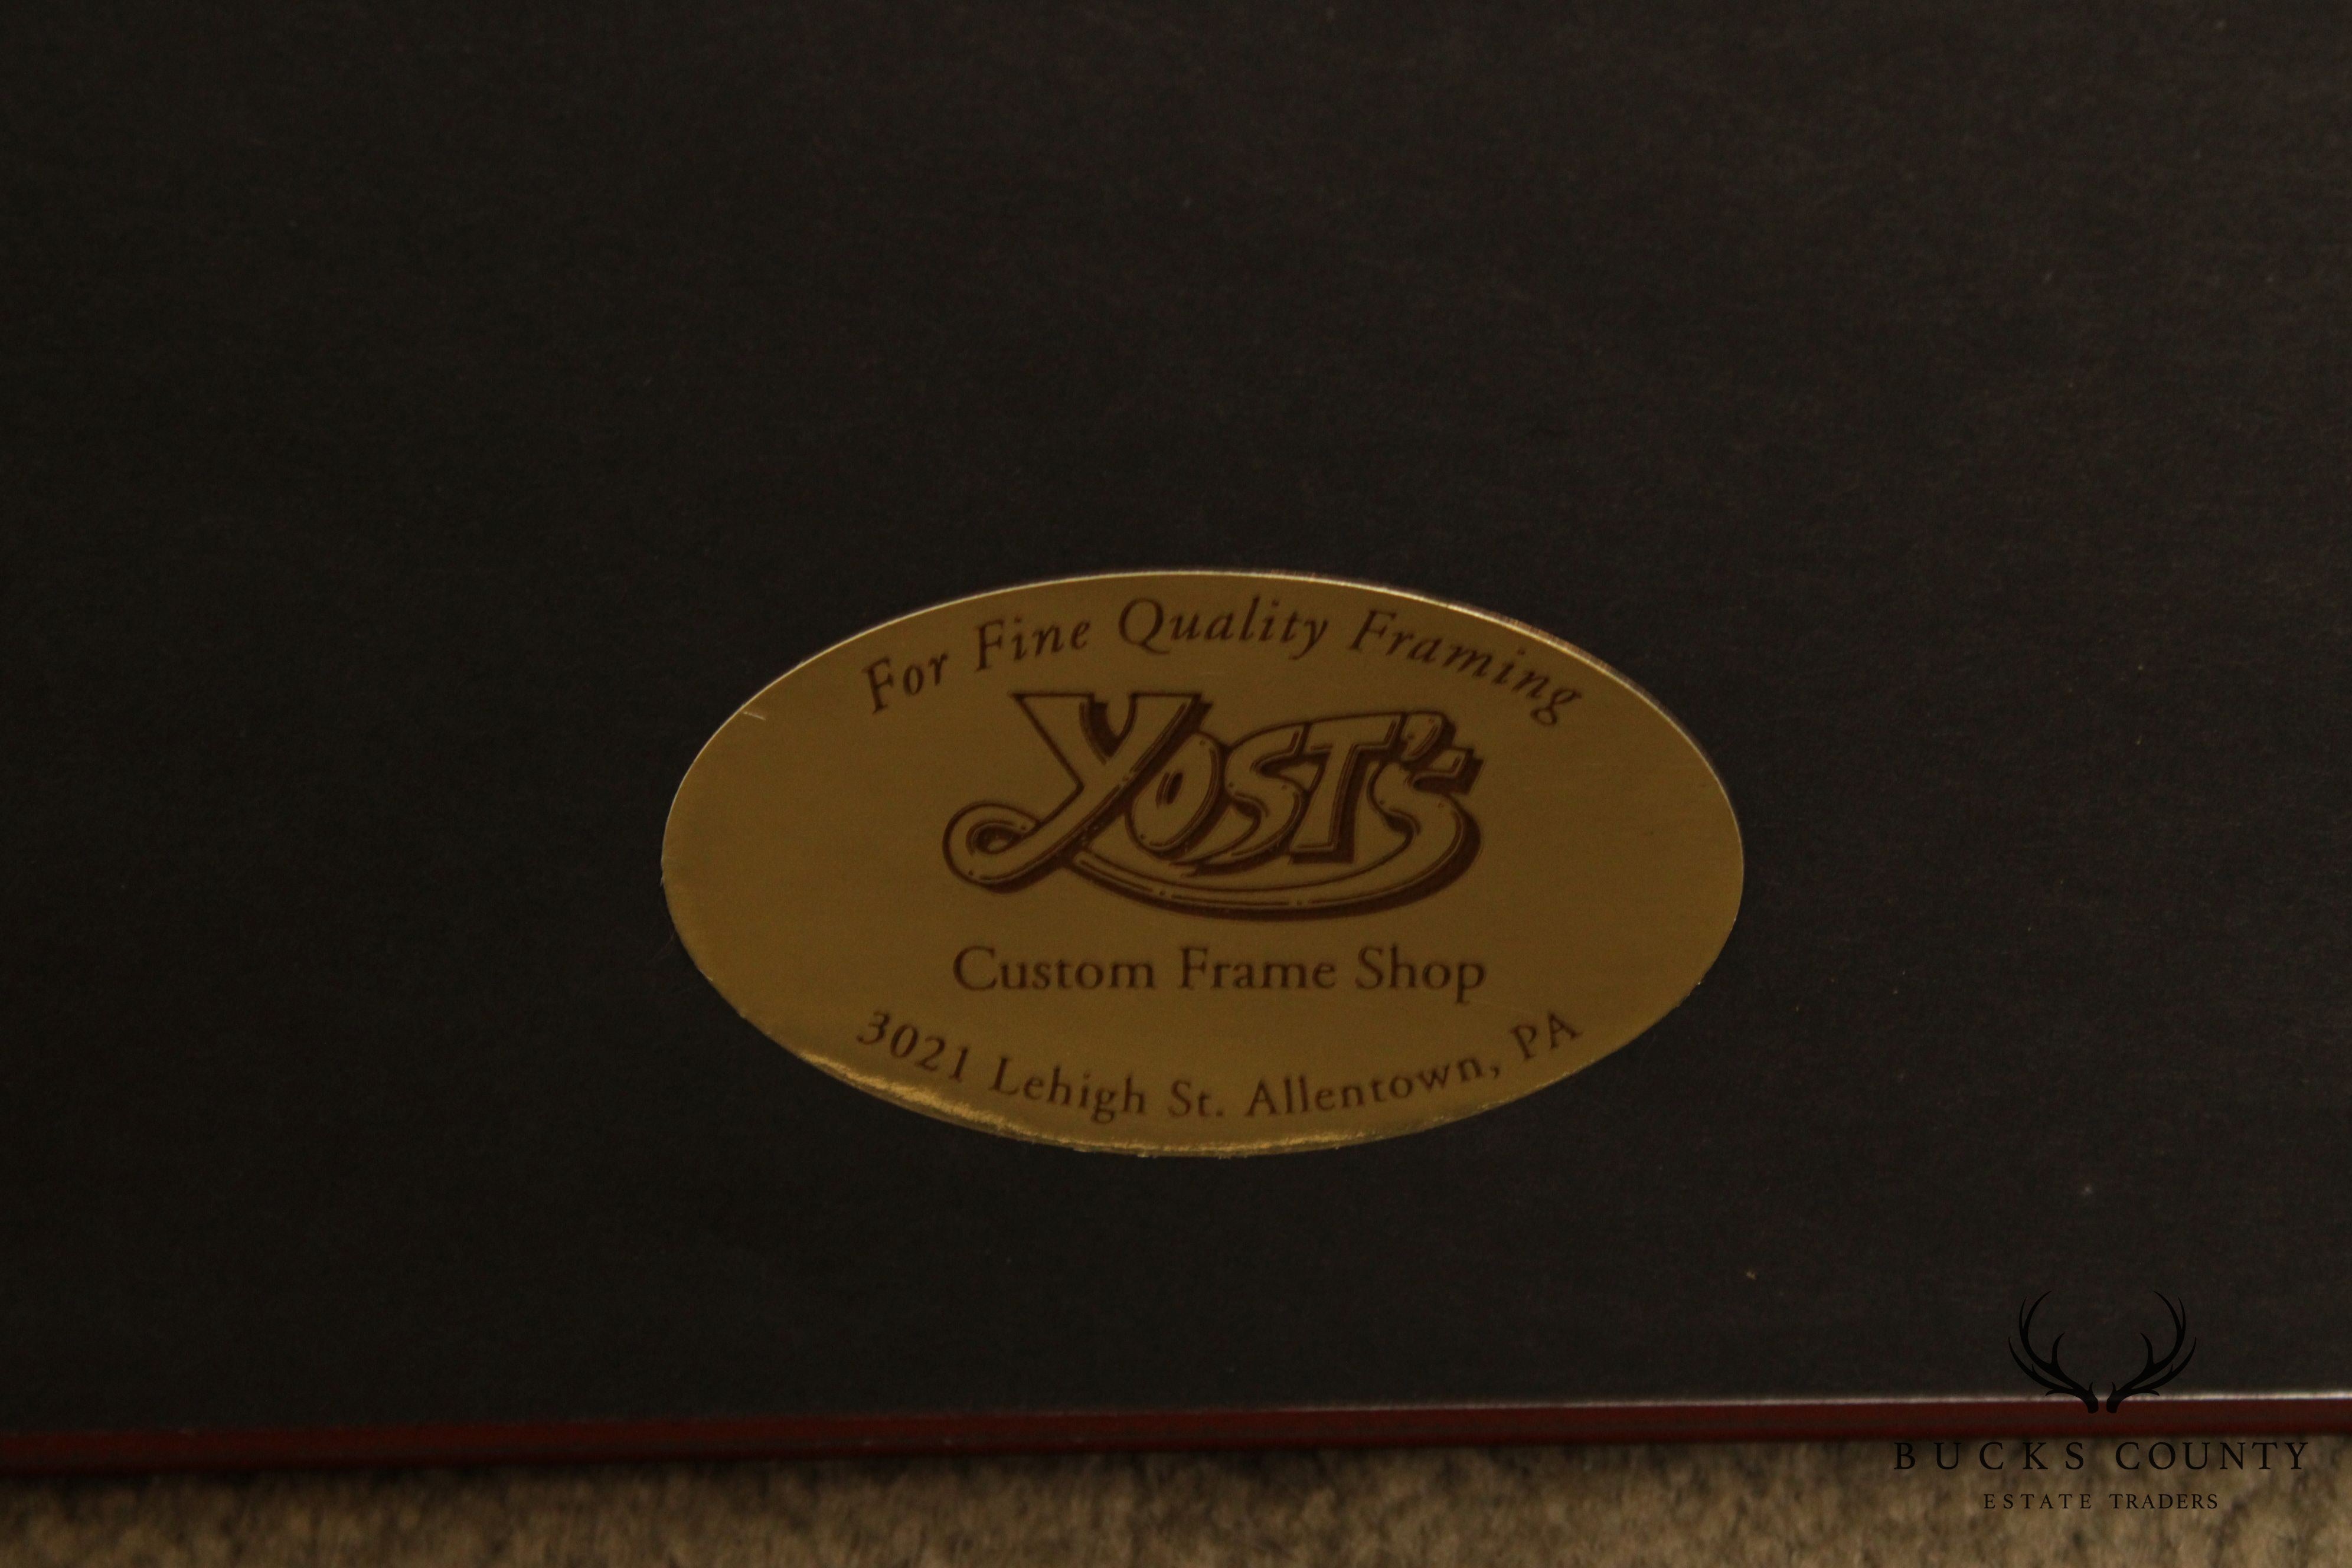 For Fine Quality Framing
Yost's
Custom Frame Shop
3021 Lehigh St. Allentown, PA
BUCKS COUNTY
ESTATE TRADERS